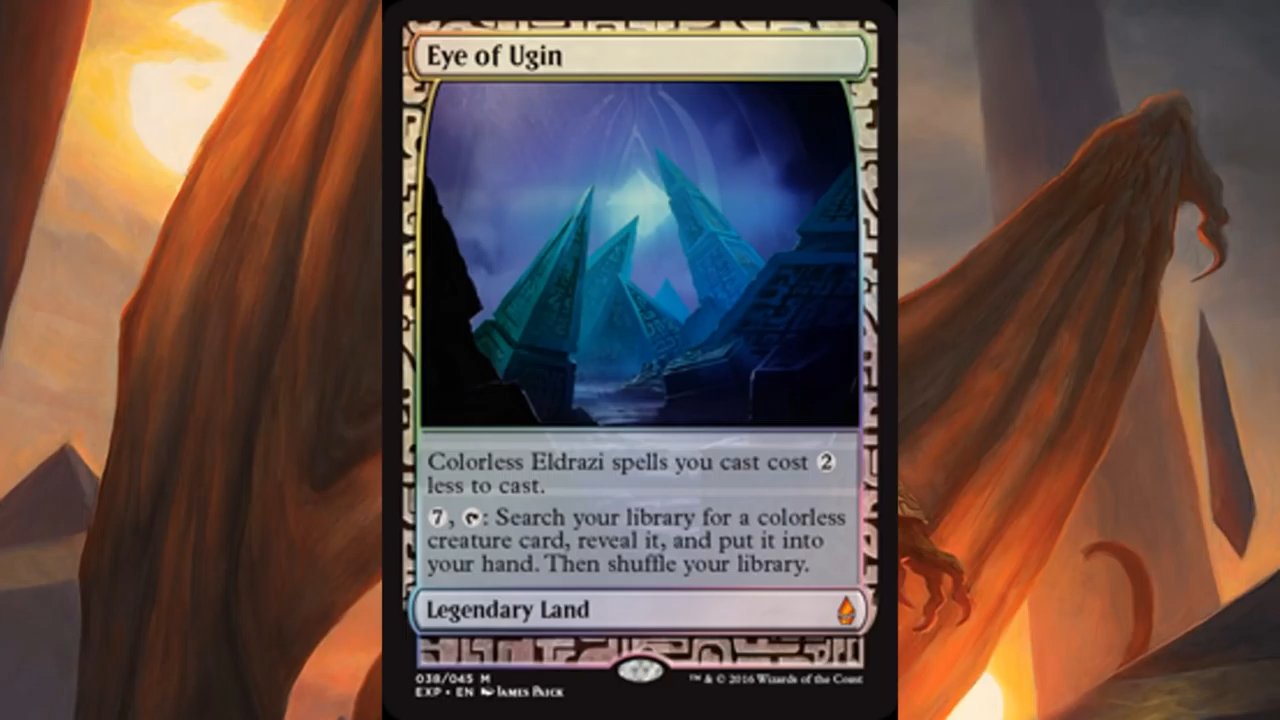 Eye of Ugin
Colorless Eldrazi spells you cast cost 2
less to cast.
7, : Search your library for a colorless
creature card, reveal it, and put it into
your hand. Then shuffle your library.
Legendary Land
038/045 M
EXP • EN James Paick
™ & © 2016 Wizards of the Coast